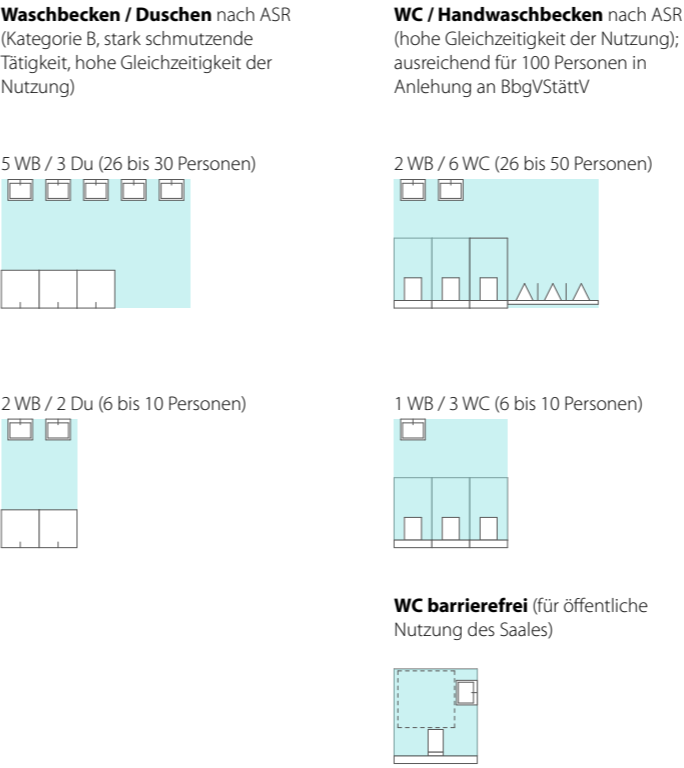 Waschbecken / Duschen nach ASR
(Kategorie B, stark schmutzende
Tätigkeit, hohe Gleichzeitigkeit der
Nutzung)
5 WB / 3 Du (26 bis 30 Personen)
2 WB / 2 Du (6 bis 10 Personen)
WC / Handwaschbecken nach ASR
(hohe Gleichzeitigkeit der Nutzung);
ausreichend für 100 Personen in
Anlehung an BbgVStättV
2 WB / 6 WC (26 bis 50 Personen)
1 WB / 3 WC (6 bis 10 Personen)
WC barrierefrei (für öffentliche
Nutzung des Saales)